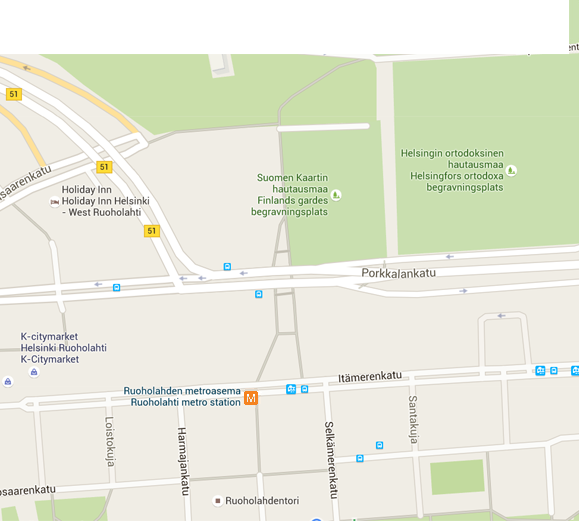 51
51
51
Holiday Inn
Holiday Inn Helsinki
- West Ruoholahti
Suomen Kaartin
hautausmaa
Finlands gardes
begravningsplats
Helsingin ortodoksinen
hautausmaa
Helsingfors ortodoxa
begravningsplats
Porkkalankatu
K-citymarket
Helsinki Ruoholahti
K-Citymarket
Itämerenkatu
Ruoholahden metroasema
Ruoholahti metro station
M
Loistokuja
Harmajankatu
Selkämerenkatu
Santakuja
Ruoholahdentori